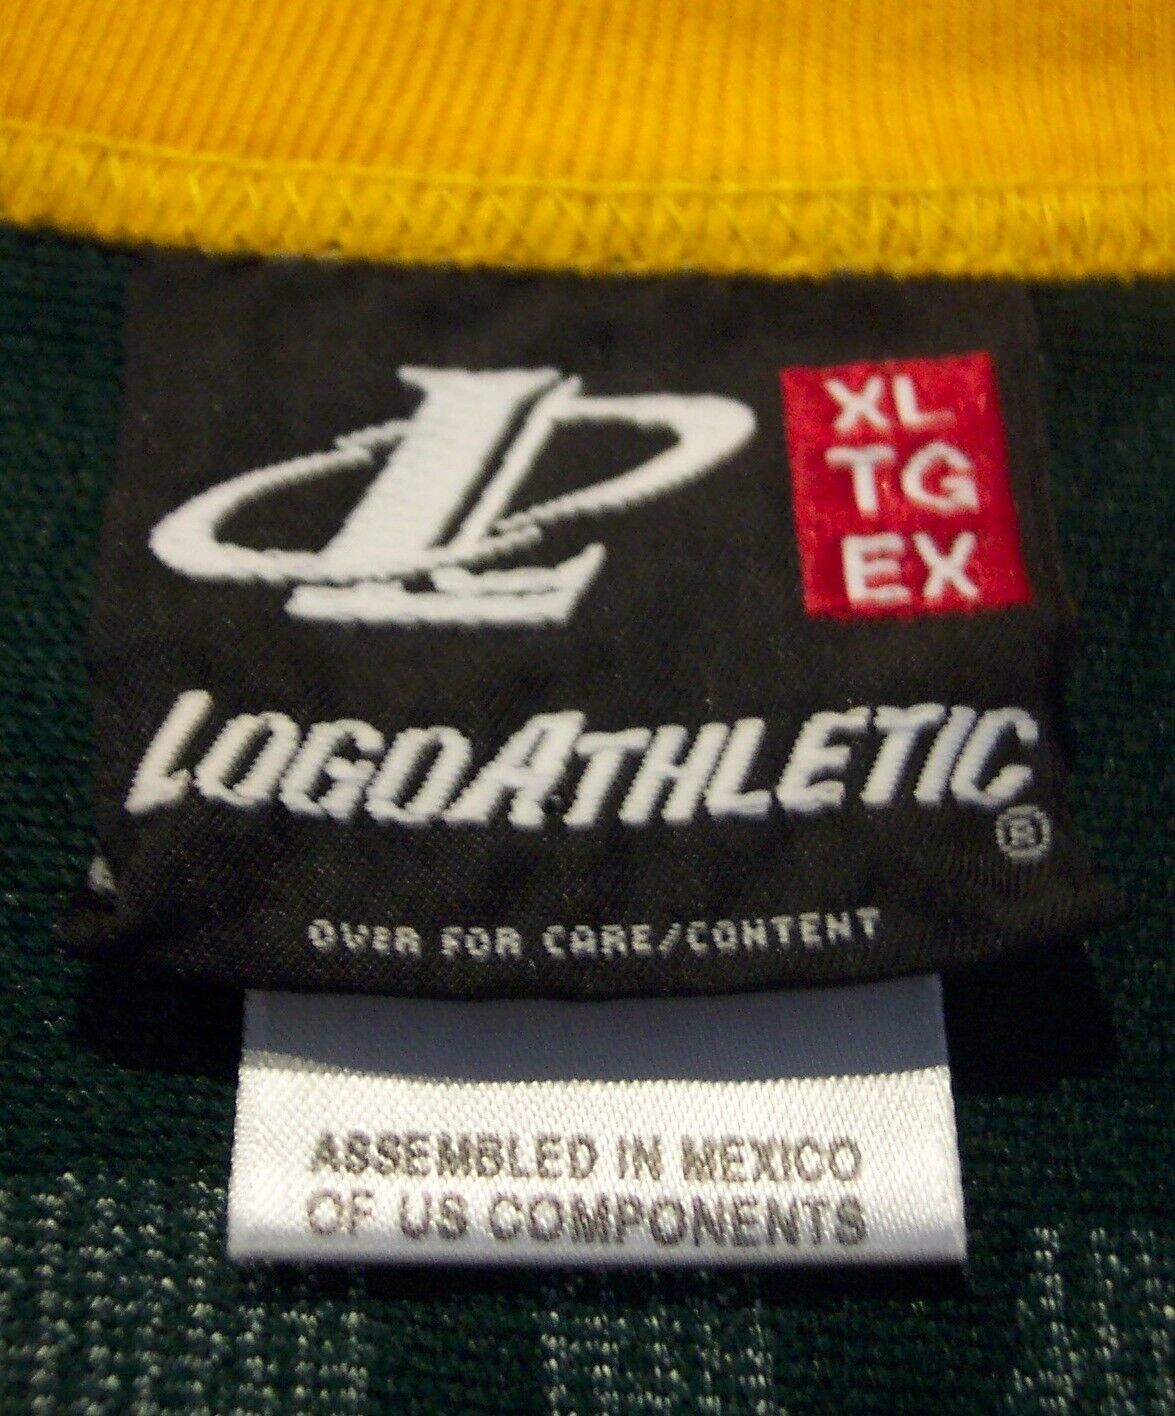 XL
TG
EX
LOGOATHLETIC®
OVER FOR CARE/CONTENT
ASSEMBLED IN MEXICO
OF US COMPONENTS